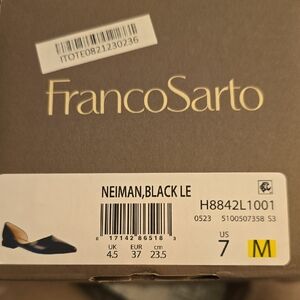 ITOTE0821230236
FrancoSarto
NEIMAN,BLACK LE
H8842L1001
0523 5100507358 S3
6 17142 86518 3
UK EUR cm
4.5 37 23.5
US
7 M